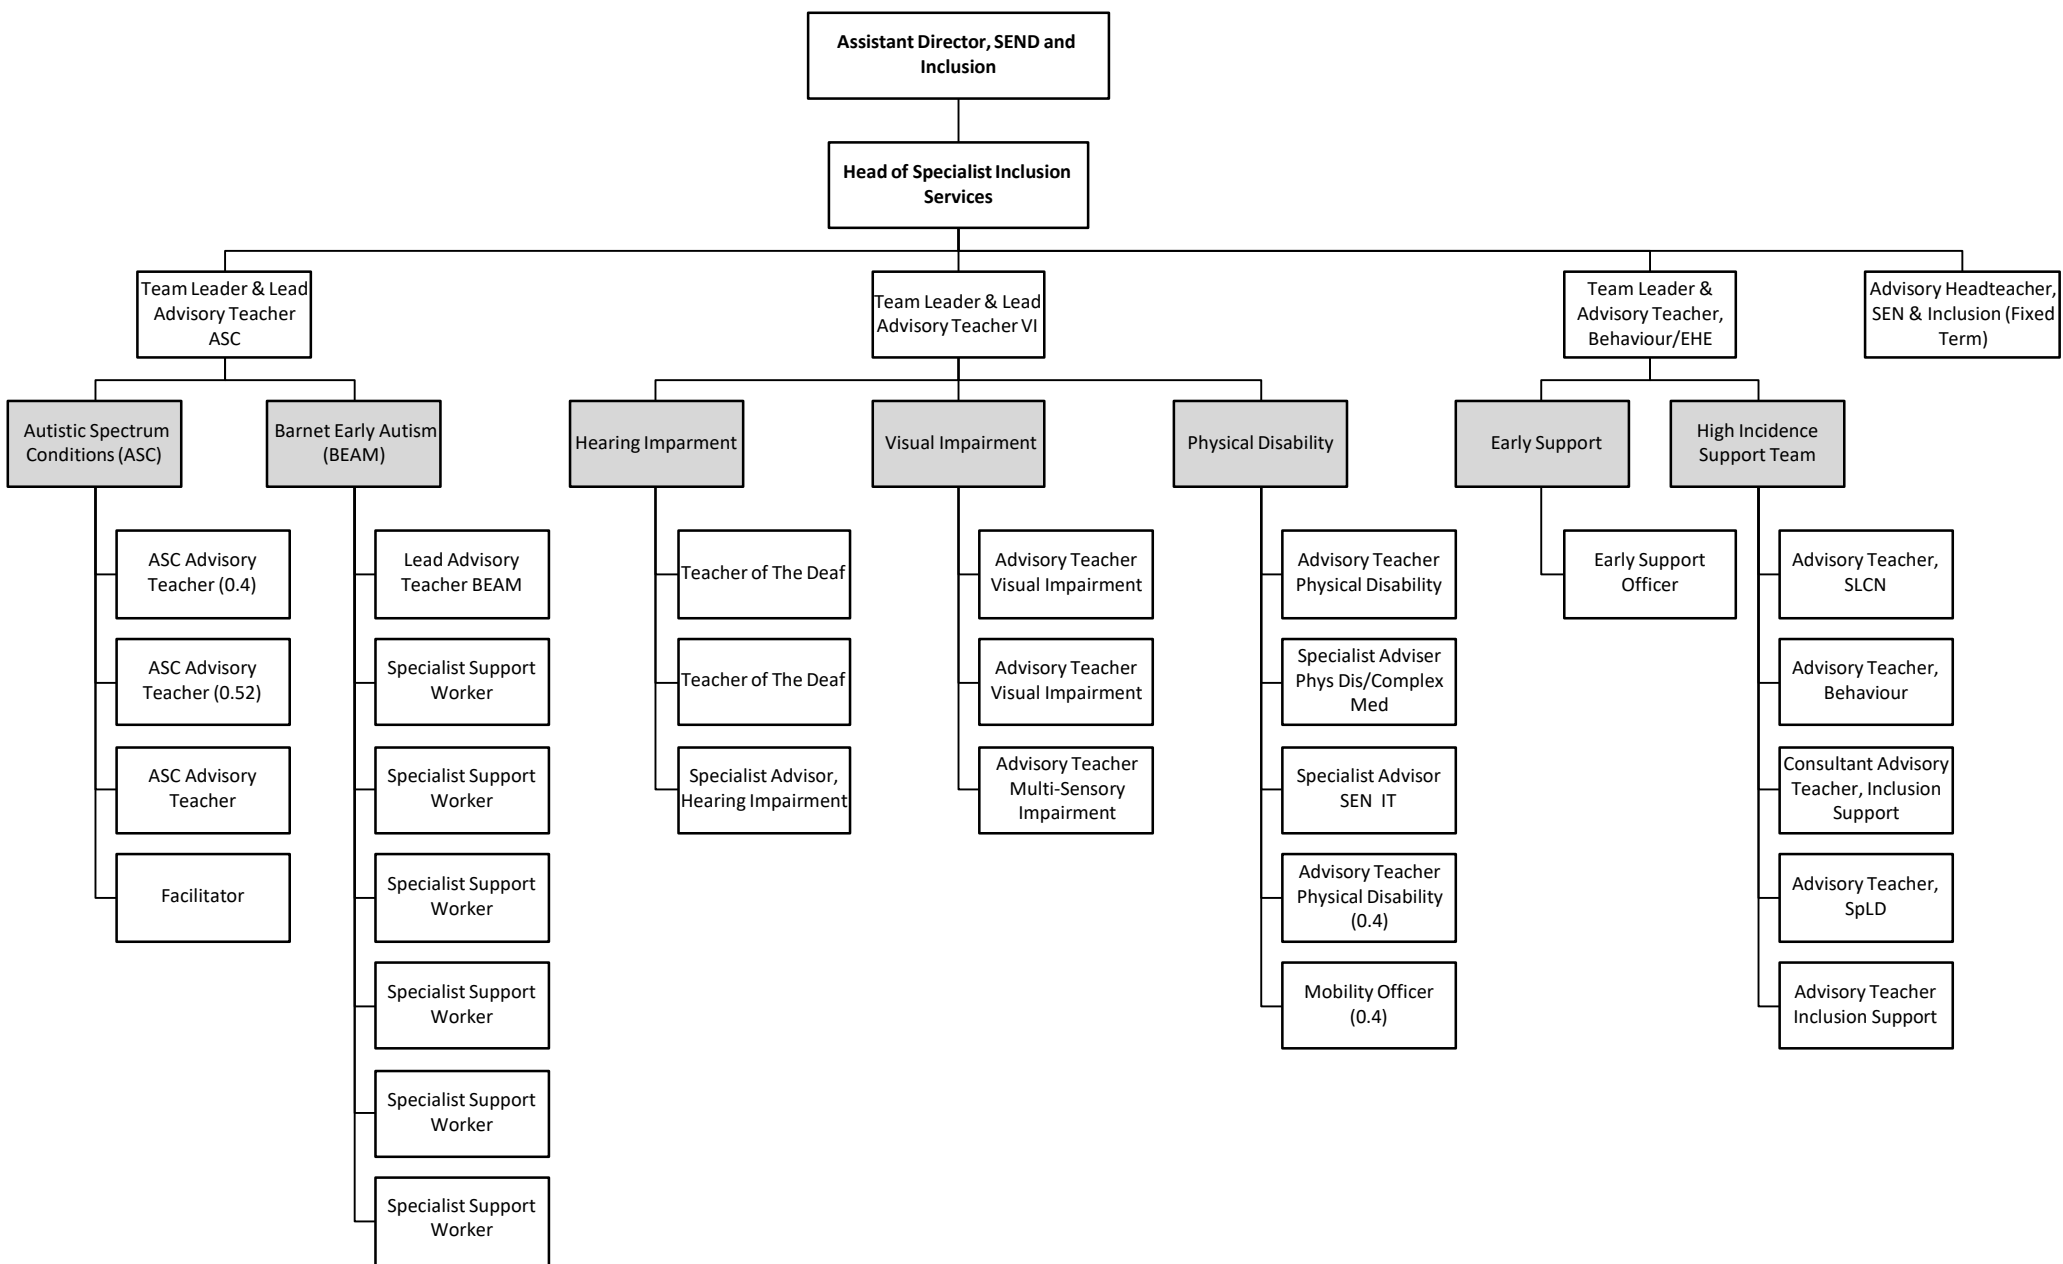 Assistant Director, SEND and
Inclusion
Head of Specialist Inclusion
Services
Team Leader & Lead
Advisory Teacher
ASC
Team Leader & Lead
Advisory Teacher VI
Team Leader &
Advisory Teacher,
Behaviour/EHE
Advisory Headteacher,
SEN & Inclusion (Fixed
Term)
Autistic Spectrum
Conditions (ASC)
Barnet Early Autism
(BEAM)
Hearing Imparment
Visual Impairment
Physical Disability
Early Support
High Incidence
Support Team
ASC Advisory
Teacher (0.4)
ASC Advisory
Teacher (0.52)
ASC Advisory
Teacher
Facilitator
Lead Advisory
Teacher BEAM
Specialist Support
Worker
Specialist Support
Worker
Specialist Support
Worker
Specialist Support
Worker
Specialist Support
Worker
Specialist Support
Worker
Teacher of The Deaf
Teacher of The Deaf
Specialist Advisor,
Hearing Impairment
Advisory Teacher
Visual Impairment
Advisory Teacher
Visual Impairment
Advisory Teacher
Multi-Sensory
Impairment
Advisory Teacher
Physical Disability
Specialist Adviser
Phys Dis/Complex
Med
Specialist Advisor
SEN IT
Advisory Teacher
Physical Disability
(0.4)
Mobility Officer
(0.4)
Early Support
Officer
Advisory Teacher,
SLCN
Advisory Teacher,
Behaviour
Consultant Advisory
Teacher, Inclusion
Support
Advisory Teacher,
SpLD
Advisory Teacher
Inclusion Support